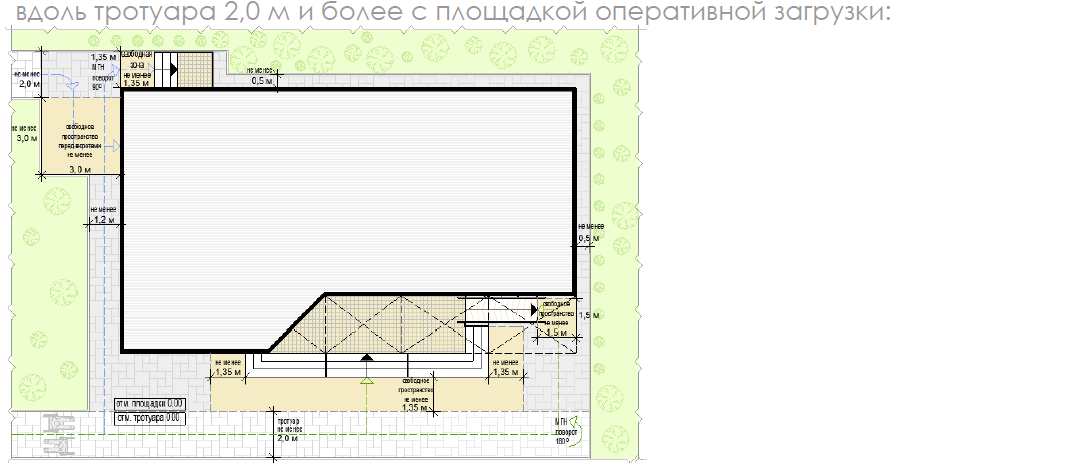 вдоль тротуара 2,0 м и более с площадкой оперативной загрузки:
1,35 м
МГН
поворот
90º
свободная
зона
не менее
1,35 м
не менее
0,5 м
не менее
2,0 м
не менее
3,0 м
свободное
пространство
перед воротами
не менее
3,0 м
не менее
1,2 м
не менее
0,5 м
свободное
пространство
не менее
1,5 м
1,5 м
не менее
1,35 м
не менее
1,35 м
свободное
пространство
не менее
1,35 м
отм. площадки 0.00
отм. тротуара 0.00
тротуар
не менее
2,0 м
МГН
поворот
180º